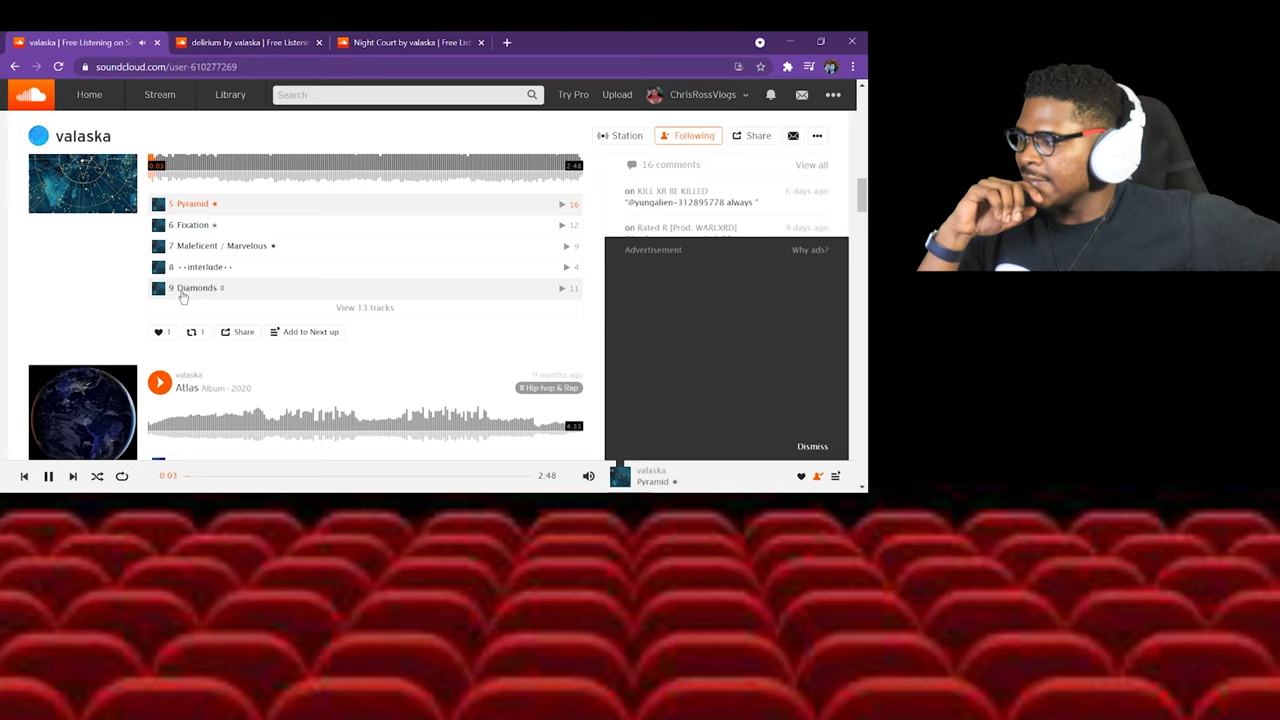 valaska | Free Listening on S
delirium by valaska | Free Listenin
Night Court by valaska | Free List
soundcloud.com/user-610277269
Home
Stream
Library
Search
Try Pro
Upload
ChrisRossVlogs
valaska
Station
Following
Share
0:03
2:48
5 Pyramid ✶ 16
6 Fixation ✶ 12
7 Maleficent / Marvelous ✶ 9
8 ··interlude·· 4
9 Diamonds ◊ 11
View 13 tracks
1
1
Share
Add to Next up
16 comments
View all
on KILL XR BE KILLED
6 days ago
"@yungalien-312895778 always "
on Rated R [Prod. WARLXRD]
9 days ago
Advertisement
Why ads?
Dismiss
valaska
9 months ago
Atlas Album · 2020
# Hip-hop & Rap
4:33
0:03
2:48
valaska
Pyramid ✶